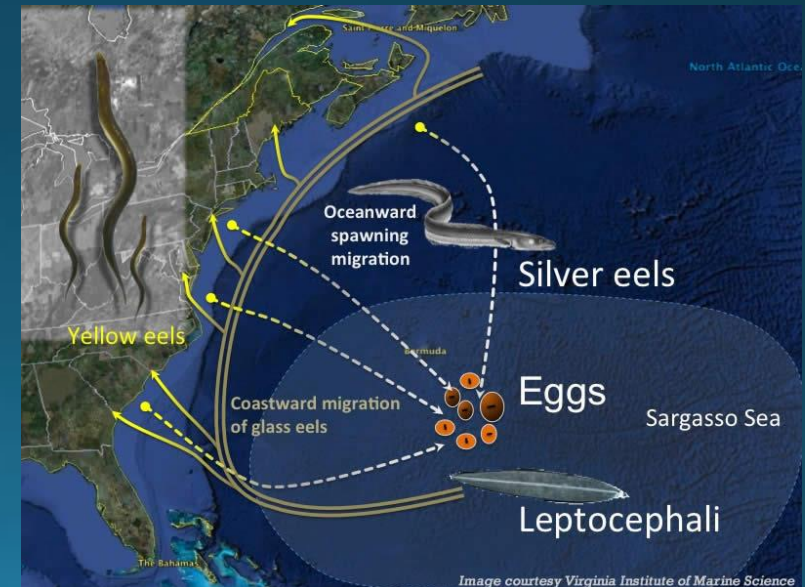 Saint Pierre and Miquelon
North Atlantic Oce
Oceanward
spawning
migration
Silver eels
Yellow eels
Bermuda
Eggs
Coastward migration
of glass eels
Sargasso Sea
Leptocephali
The Bahamas
Image courtesy Virginia Institute of Marine Science